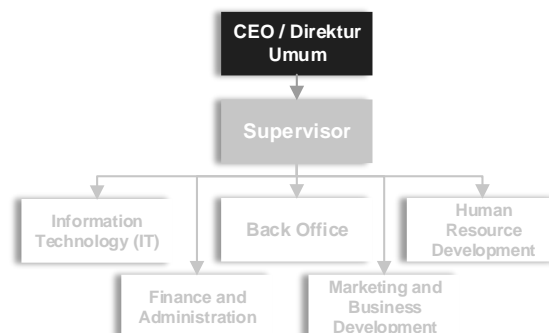 CEO / Direktur
Umum
Supervisor
Information
Technology (IT)
Back Office
Human
Resource
Development
Finance and
Administration
Marketing and
Business
Development